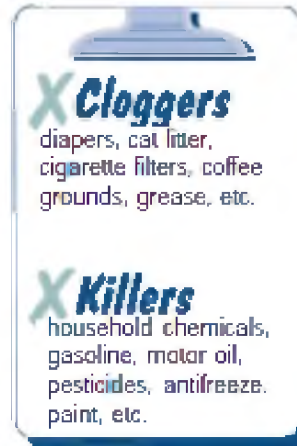 X Cloggers
diapers, cat litter,
cigarette filters, coffee
grounds, grease, etc.
X Killers
household chemicals,
gasoline, motor oil,
pesticides, antifreeze.
paint, etc.